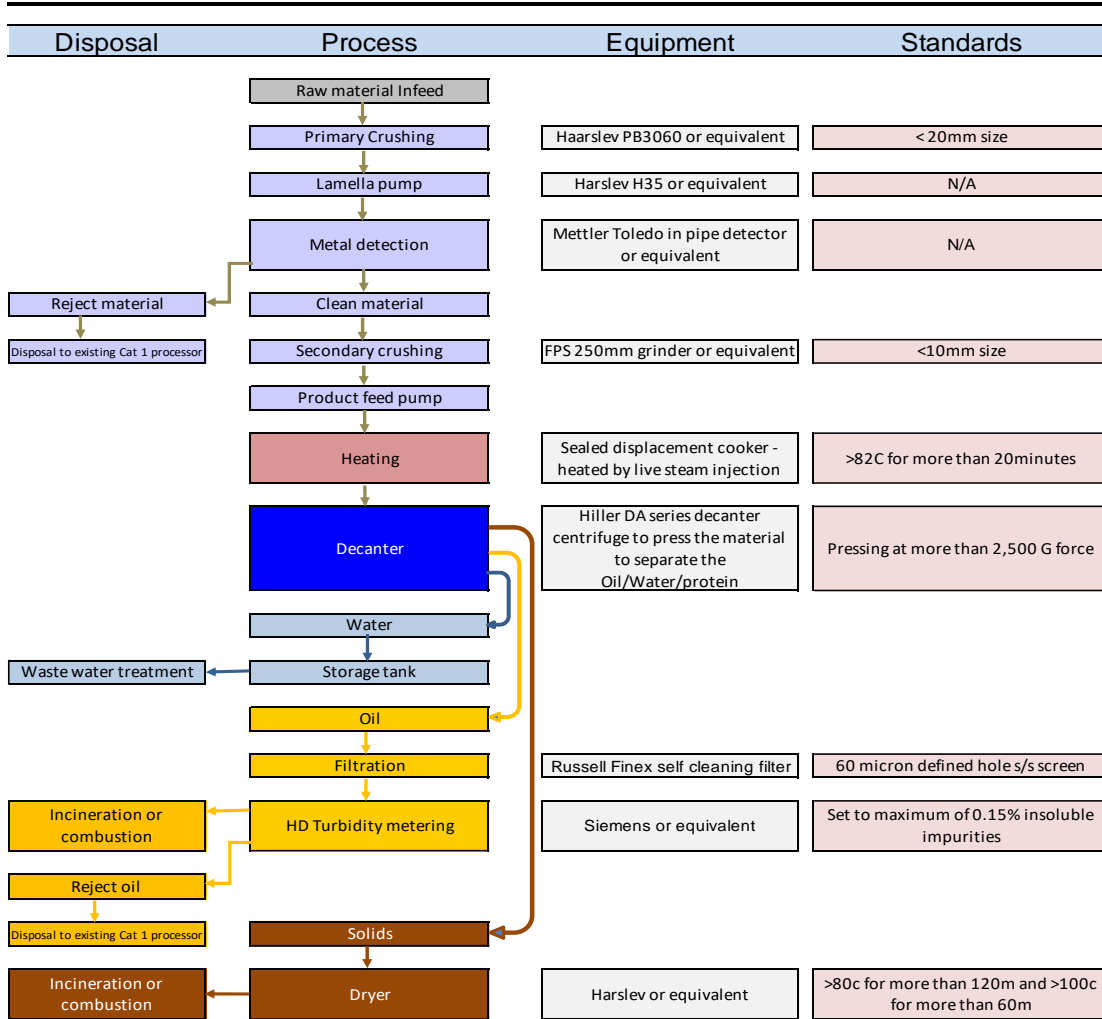 Disposal Process Equipment Standards
Raw material Infeed
Primary Crushing Haarslev PB3060 or equivalent < 20mm size
Lamella pump Harslev H35 or equivalent N/A
Metal detection Mettler Toledo in pipe detector
or equivalent N/A
Reject material Clean material
Disposal to existing Cat 1 processor Secondary crushing FPS 250mm grinder or equivalent <10mm size
Product feed pump
Heating Sealed displacement cooker -
heated by live steam injection >82C for more than 20minutes
Decanter Hiller DA series decanter
centrifuge to press the material
to separate the
Oil/Water/protein Pressing at more than 2,500 G force
Water
Waste water treatment Storage tank
Oil
Filtration Russell Finex self cleaning filter 60 micron defined hole s/s screen
Incineration or
combustion HD Turbidity metering Siemens or equivalent Set to maximum of 0.15% insoluble
impurities
Reject oil
Disposal to existing Cat 1 processor Solids
Incineration or
combustion Dryer Harslev or equivalent >80c for more than 120m and >100c
for more than 60m